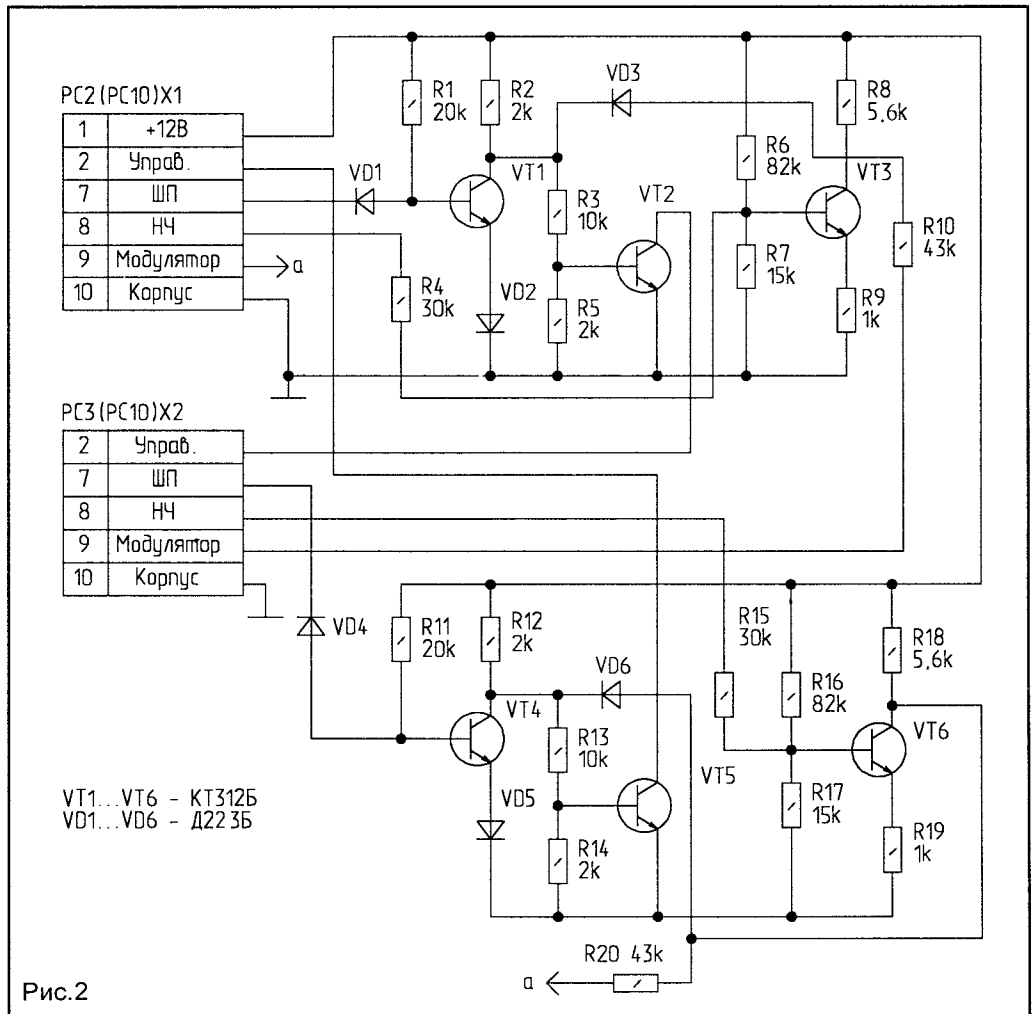 PC2(PC10)X1
1 +12В
2 Управ.
7 ШП
8 НЧ
9 Модулятор
10 Корпус
а
R1
20k
R2
2k
VD3
R8
5,6k
VD1
VT1
R3
10k
VT2
R6
82k
VT3
R10
43k
R4
30k
VD2
R5
2k
R7
15k
R9
1k
PC3(PC10)X2
2 Управ.
7 ШП
8 НЧ
9 Модулятор
10 Корпус
VD4
R11
20k
R12
2k
VD6
R15
30k
R16
82k
R18
5,6k
VT4
R13
10k
VT5
VT6
VD5
R14
2k
R17
15k
R19
1k
VT1...VT6 - КТ312Б
VD1...VD6 - Д223Б
R20 43k
а
Рис.2